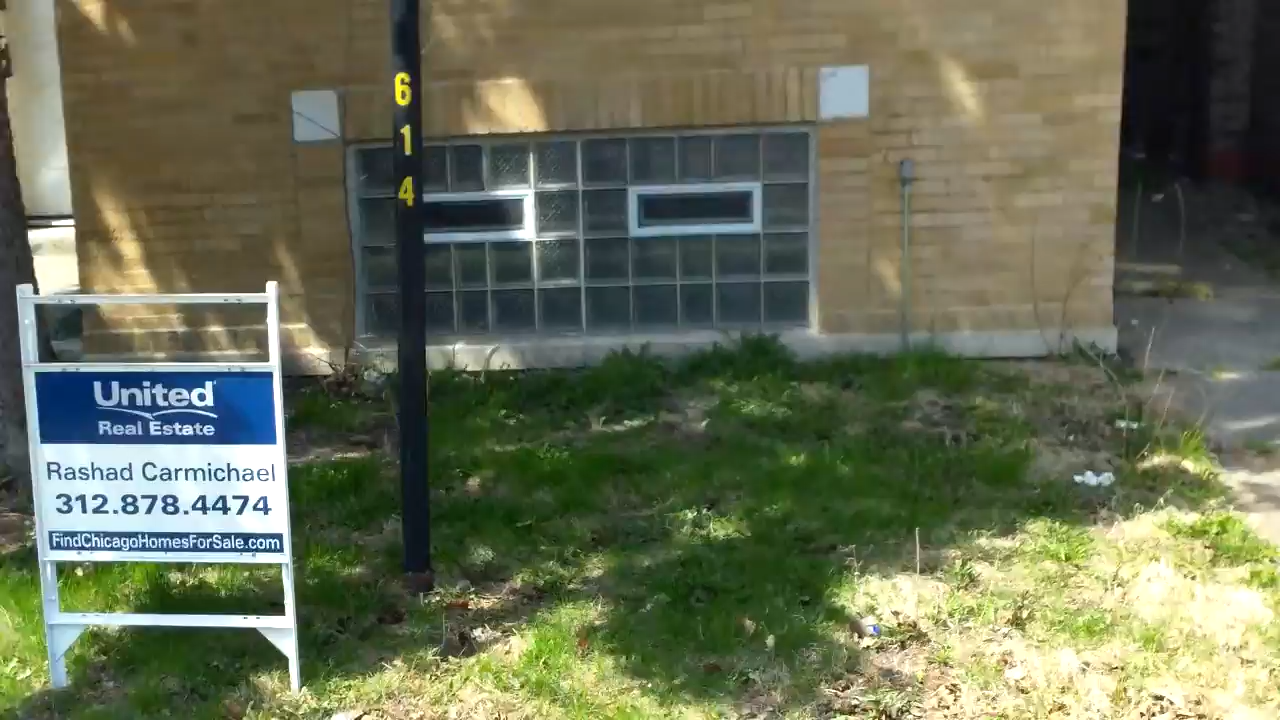 6
1
4
United
Real Estate
Rashad Carmichael
312.878.4474
FindChicagoHomesForSale.com